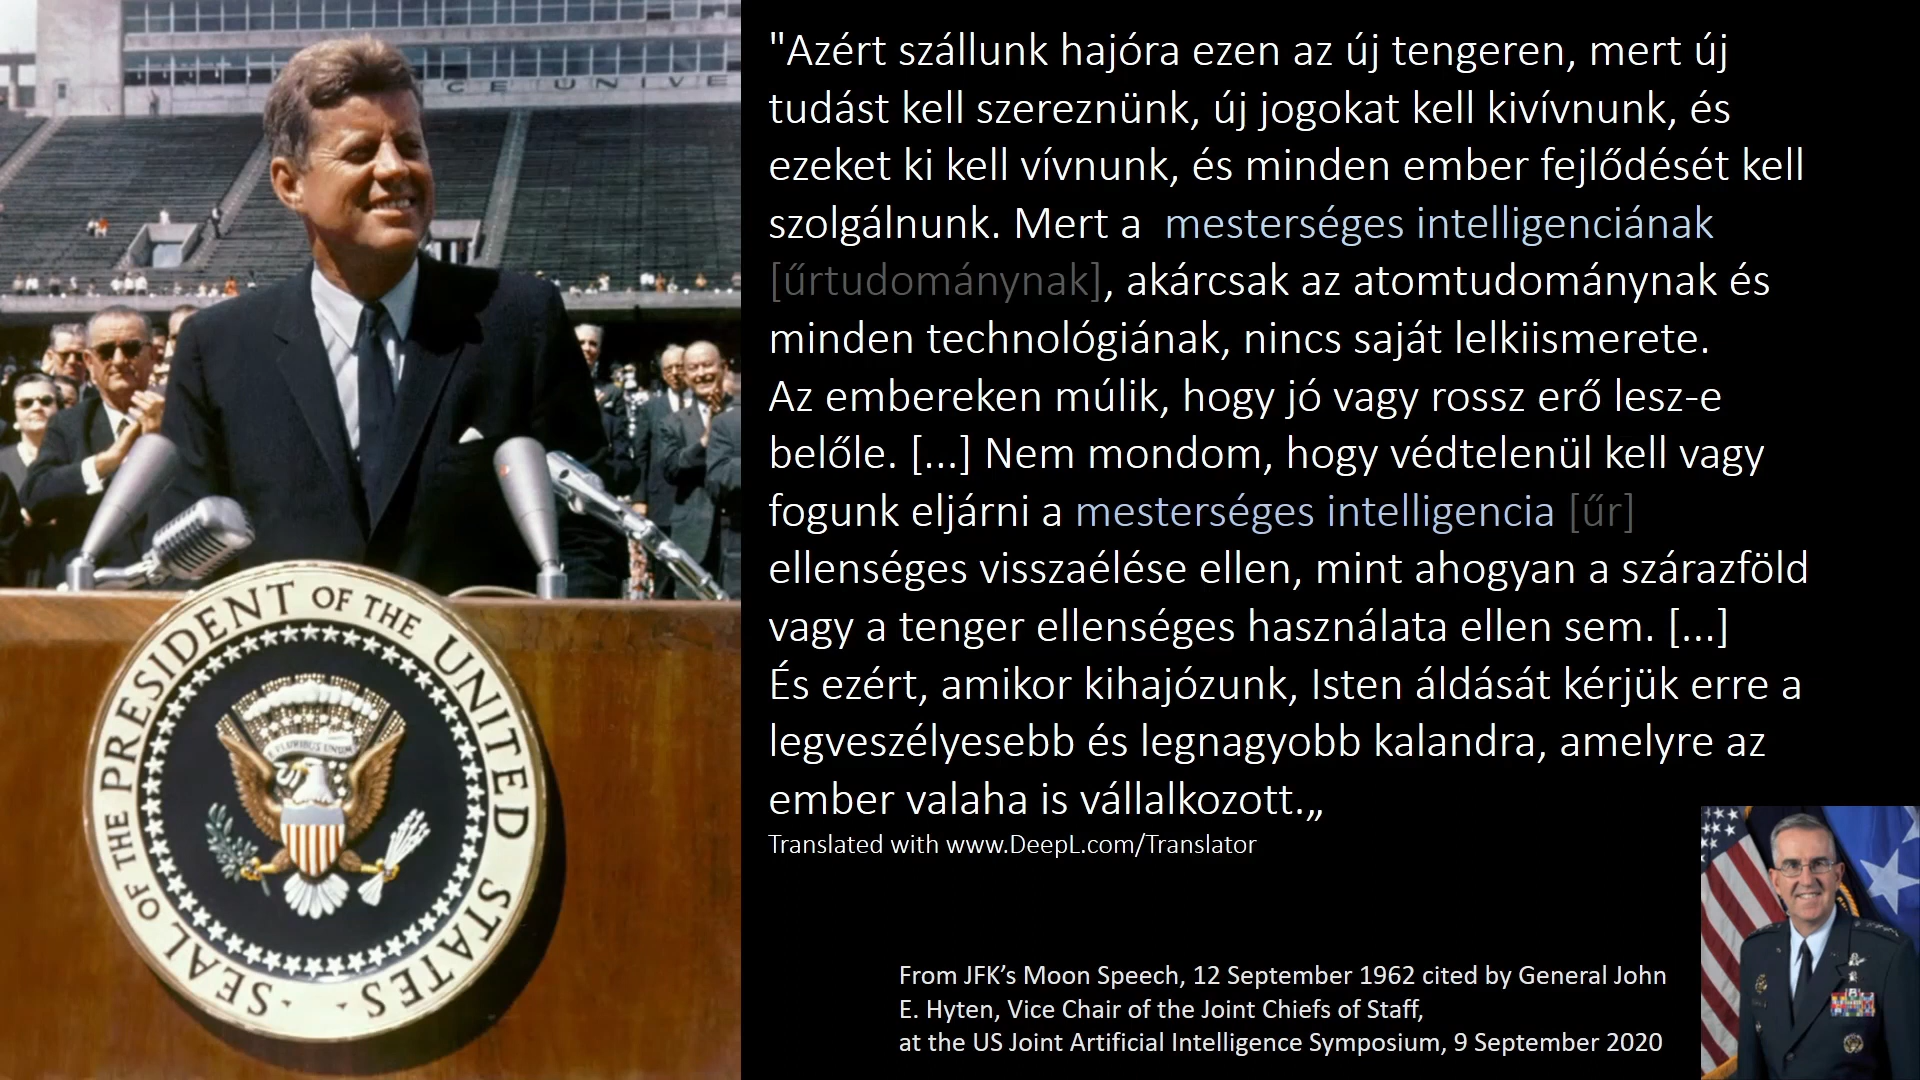 CE UNIVE
SEAL OF THE PRESIDENT OF THE UNITED STATES
E PLURIBUS UNUM
"Azért szállunk hajóra ezen az új tengeren, mert új
tudást kell szereznünk, új jogokat kell kivívnunk, és
ezeket ki kell vívnunk, és minden ember fejlődését kell
szolgálnunk. Mert a mesterséges intelligenciának
[űrtudománynak], akárcsak az atomtudománynak és
minden technológiának, nincs saját lelkiismerete.
Az embereken múlik, hogy jó vagy rossz erő lesz-e
belőle. [...] Nem mondom, hogy védtelenül kell vagy
fogunk eljárni a mesterséges intelligencia [űr]
ellenséges visszaélése ellen, mint ahogyan a szárazföld
vagy a tenger ellenséges használata ellen sem. [...]
És ezért, amikor kihajózunk, Isten áldását kérjük erre a
legveszélyesebb és legnagyobb kalandra, amelyre az
ember valaha is vállalkozott.„
Translated with www.DeepL.com/Translator
From JFK’s Moon Speech, 12 September 1962 cited by General John
E. Hyten, Vice Chair of the Joint Chiefs of Staff,
at the US Joint Artificial Intelligence Symposium, 9 September 2020